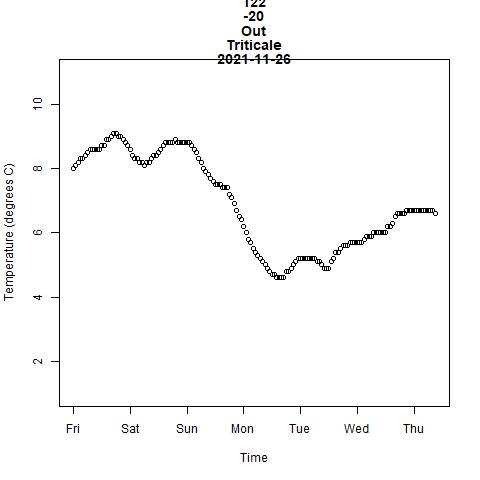 122
-20
Out
Triticale
2021-11-26
Temperature (degrees C)
10
8
6
4
2
Fri Sat Sun Mon Tue Wed Thu
Time